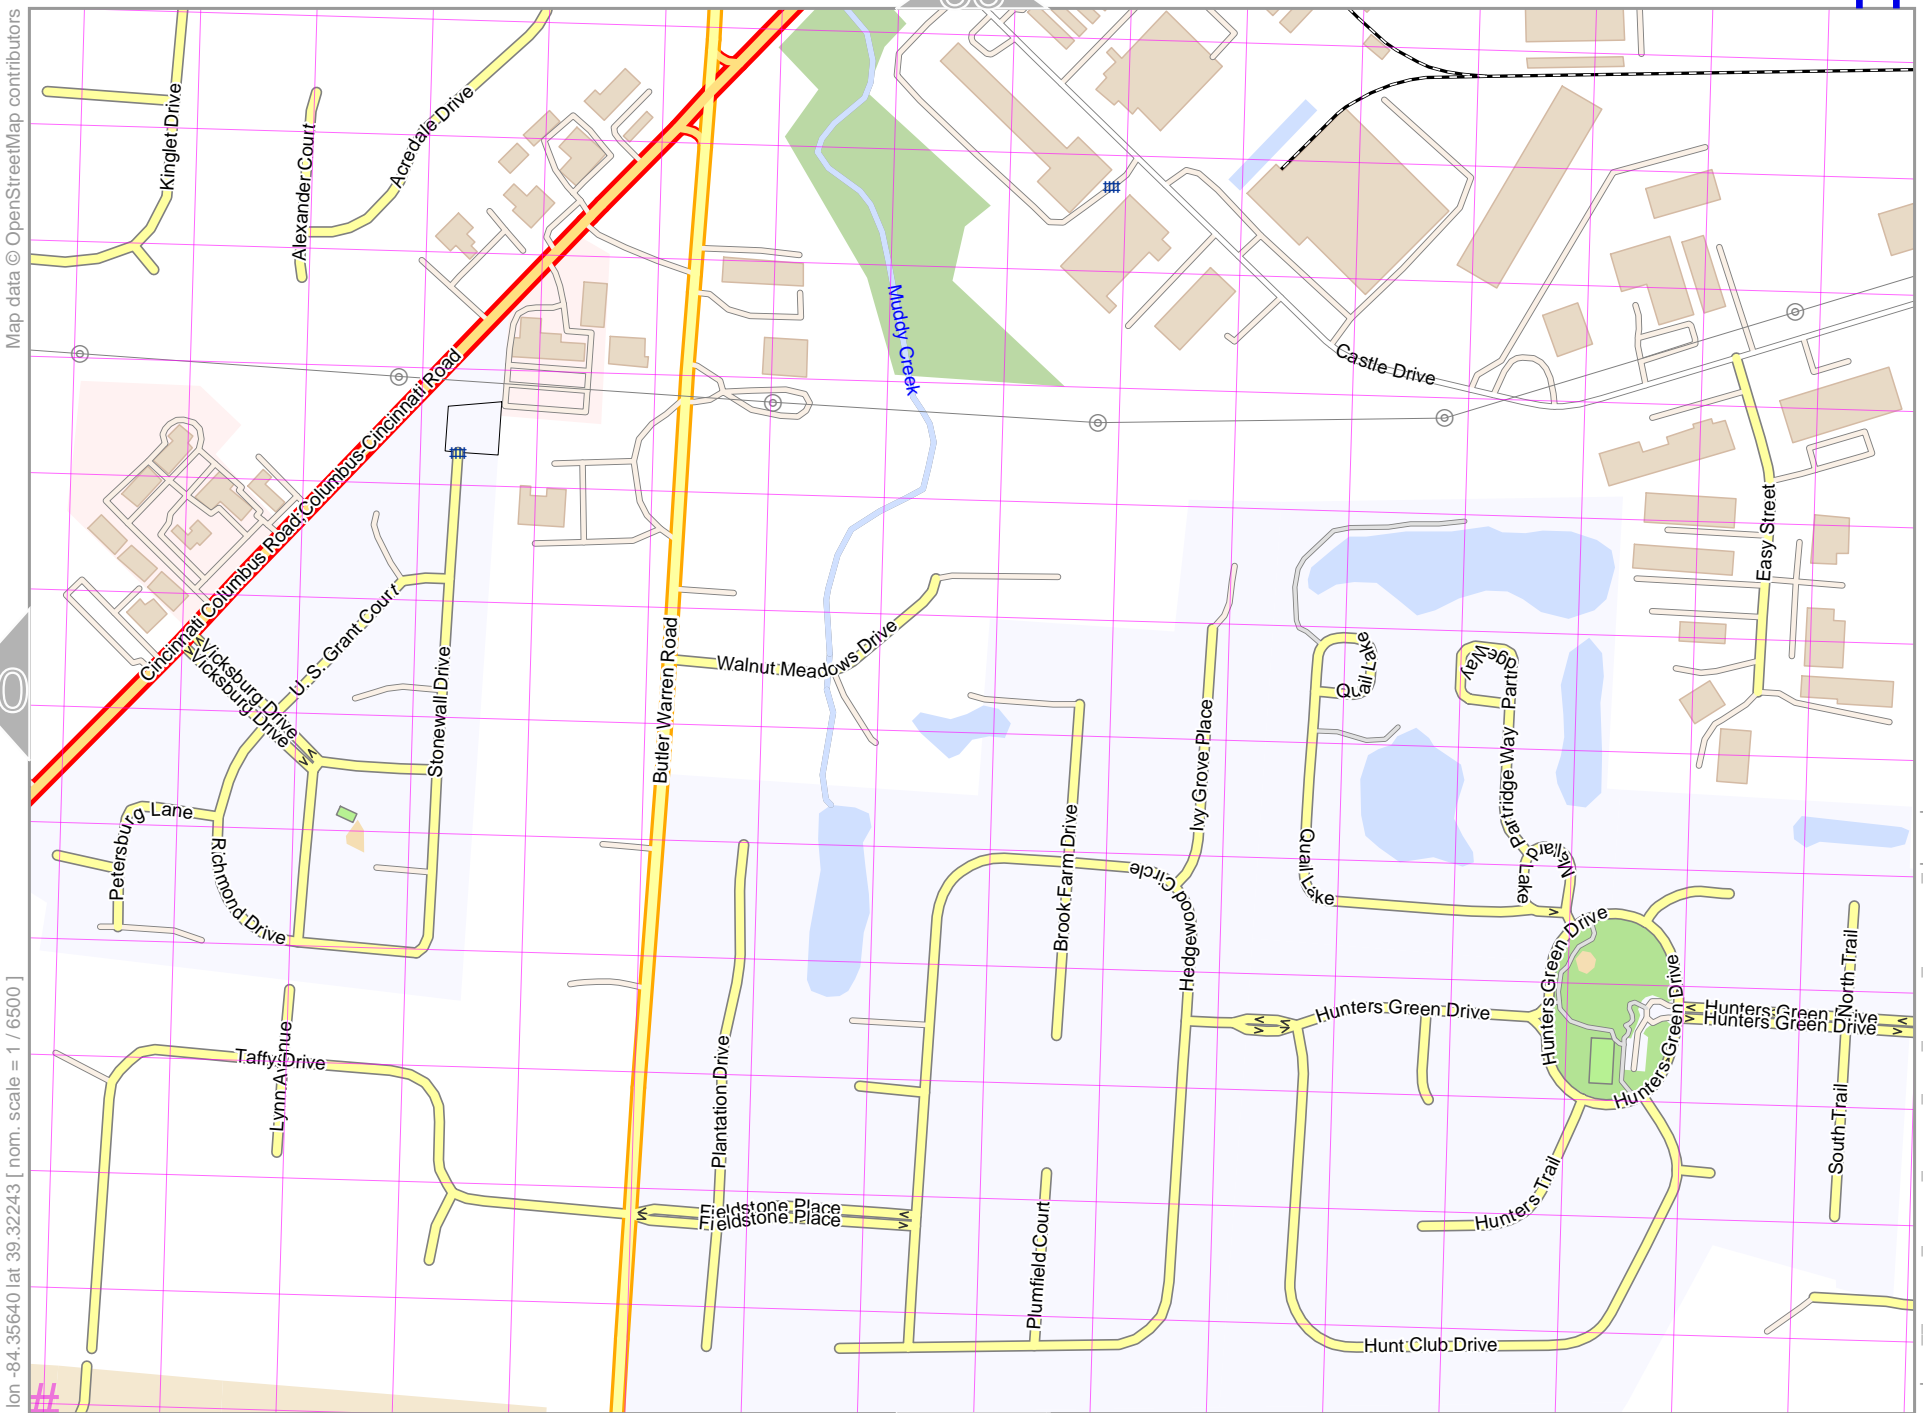 Map data © OpenStreetMap contributors
lon -84.35640 lat 39.32243 [ nom. scale = 1 / 6500 ]
Kinglet Drive
Alexander Court
Acredale Drive
Muddy Creek
Castle Drive
Cincinnati Columbus Road;Columbus-Cincinnati Road
Easy Street
U. S. Grant Court
Vicksburg Drive
Vicksburg Drive
Stonewall Drive
Butler Warren Road
Walnut Meadows Drive
Quail Lake
Partridge Way
Partridge Way
Ivy Grove Place
Petersburg Lane
Richmond Drive
Brook Farm Drive
Hedgewood Circle
Quail Lake
Mallard Lake
Hunters Green Drive
Hunters Green Drive
Hunters Green Drive
Hunters Green Drive
Hunters Green Drive
North Trail
South Trail
Taffy Drive
Lynn Avenue
Plantation Drive
Fieldstone Place
Fieldstone Place
Plumfield Court
Hunters Trail
Hunt Club Drive
#